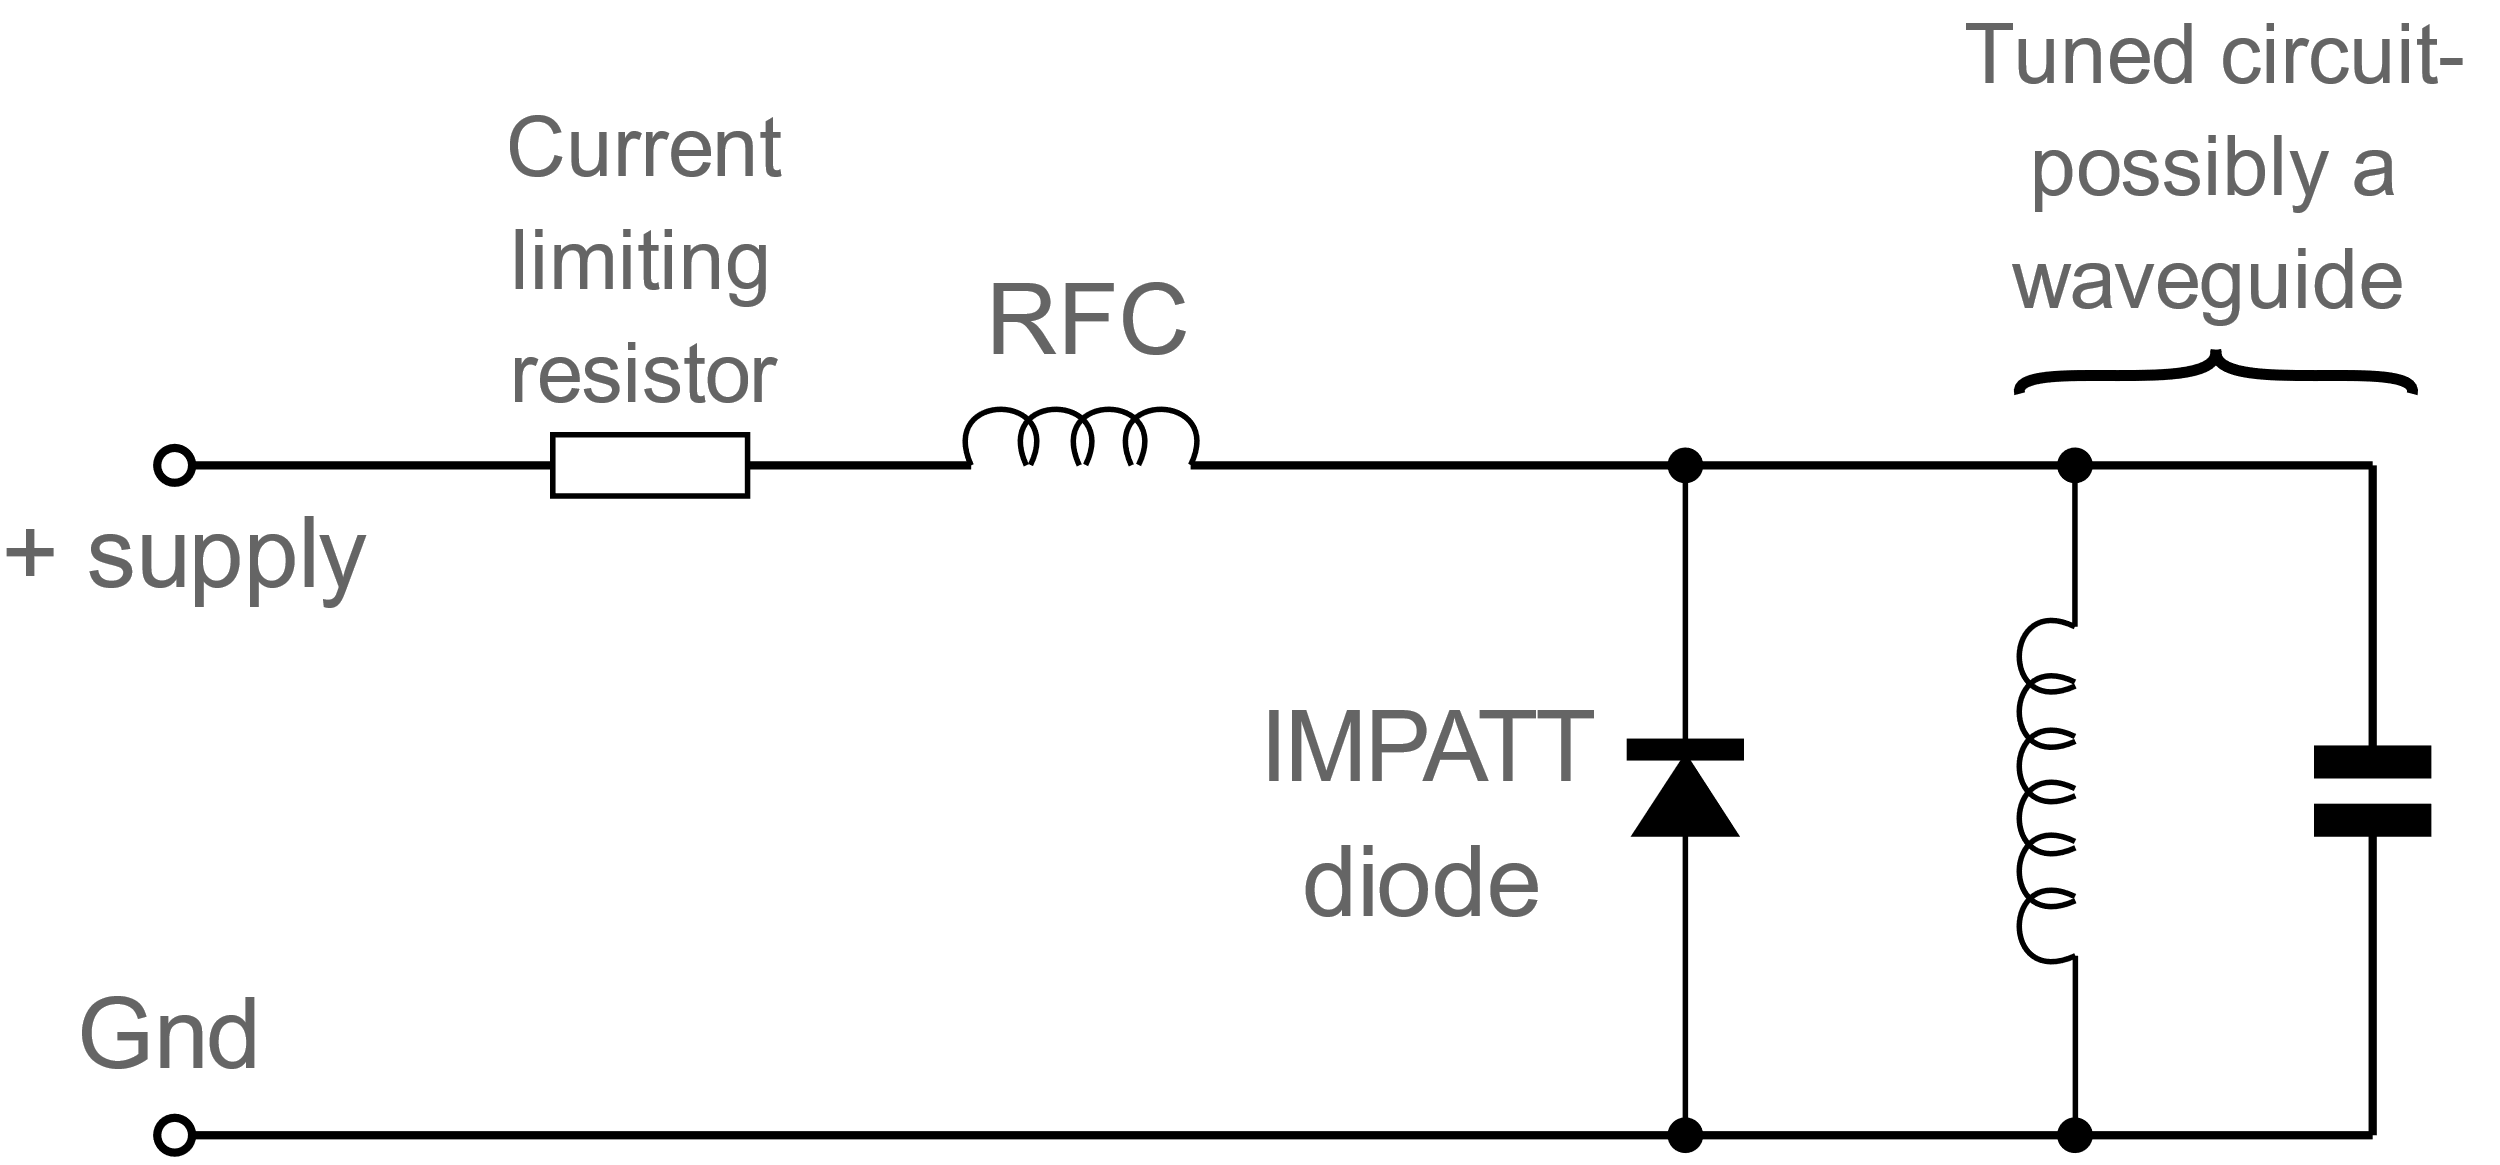 Tuned circuit-
possibly a
waveguide
Current
limiting
resistor
RFC
+ supply
IMPATT
diode
Gnd